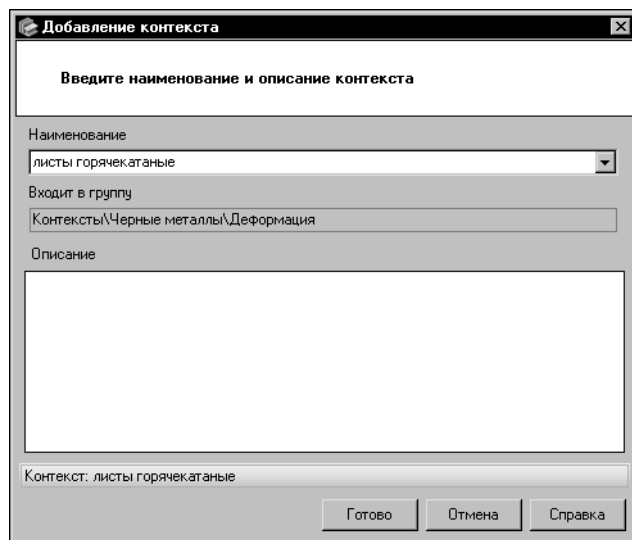 Добавление контекста
Введите наименование и описание контекста
Наименование
листы горячекатаные
Входит в группу
Контексты\Черные металлы\Деформация
Описание
Контекст: листы горячекатаные
Готово Отмена Справка